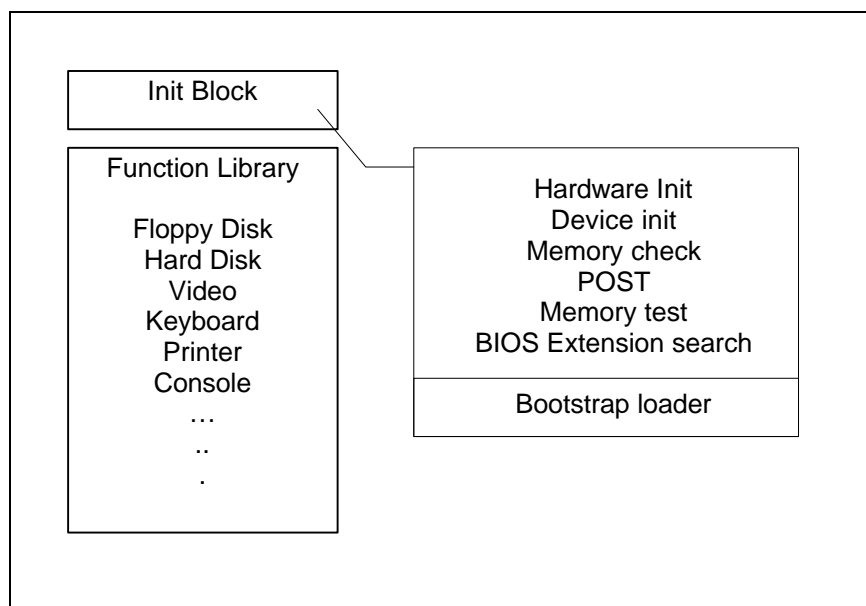 Init Block
Function Library
Floppy Disk
Hard Disk
Video
Keyboard
Printer
Console
...
..
.
Hardware Init
Device init
Memory check
POST
Memory test
BIOS Extension search
Bootstrap loader